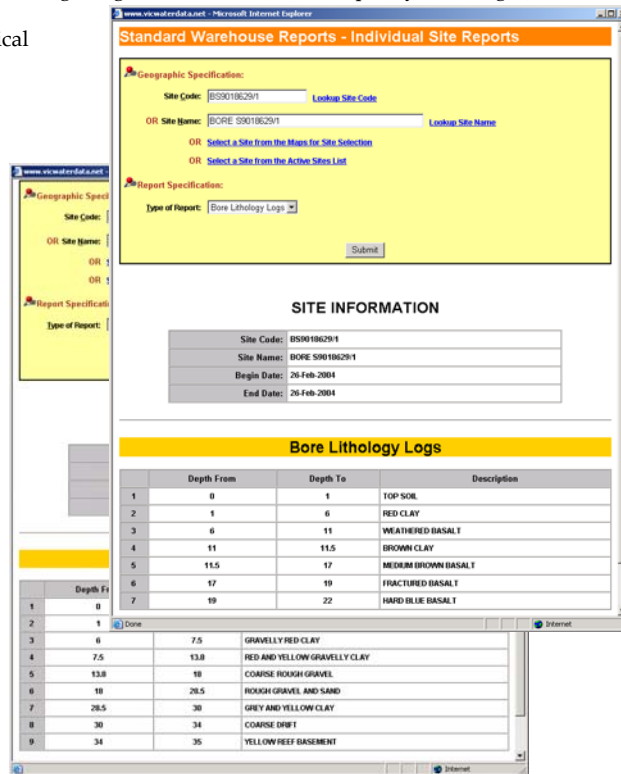 ical
www.vicwaterdata.net - Microsoft Internet Explorer
Standard Warehouse Reports - Individual Site Reports
Geographic Specification:
Site Code: BS9018629/1 Lookup Site Code
OR Site Name: BORE S9018629/1 Lookup Site Name
OR Select a Site from the Maps for Site Selection
OR Select a Site from the Active Sites List
Report Specification:
Type of Report: Bore Lithology Logs
Submit
SITE INFORMATION
Site Code: BS9018629/1
Site Name: BORE S9018629/1
Begin Date: 26-Feb-2004
End Date: 26-Feb-2004
Bore Lithology Logs
Depth From Depth To Description
1 0 1 TOP SOIL
2 1 6 RED CLAY
3 6 11 WEATHERED BASALT
4 11 11.5 BROWN CLAY
5 11.5 17 MEDIUM BROWN BASALT
6 17 19 FRACTURED BASALT
7 19 22 HARD BLUE BASALT
Done Internet
www.vicwaterdata.net -
Geographic Speci
Site Code:
OR Site Name:
OR
OR
Report Specificati
Type of Report:
Depth Fr
1 0
2 1
3 6 7.5 GRAVELLY RED CLAY
4 7.5 13.8 RED AND YELLOW GRAVELLY CLAY
5 13.8 18 COARSE ROUGH GRAVEL
6 18 28.5 ROUGH GRAVEL AND SAND
7 28.5 30 GREY AND YELLOW CLAY
8 30 34 COARSE DRIFT
9 34 35 YELLOW REEF BASEMENT
Internet